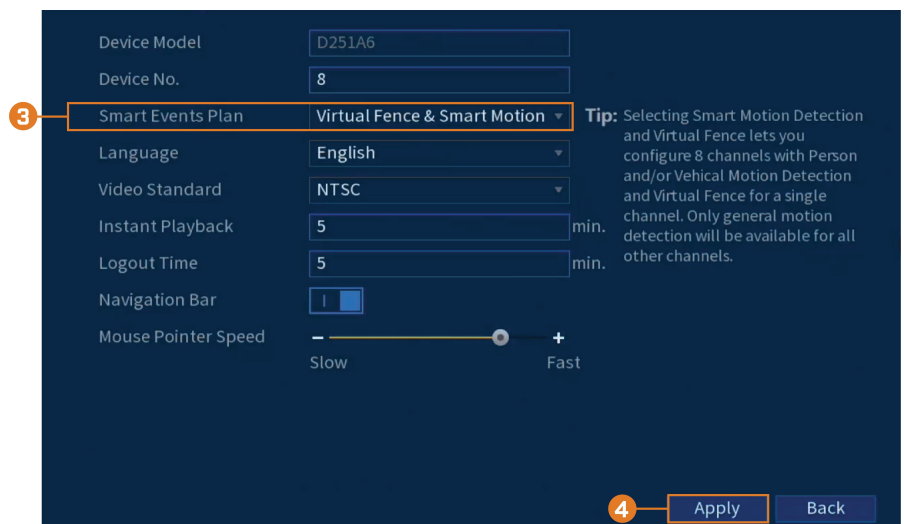 Device Model D251A6
Device No. 8
3 Smart Events Plan Virtual Fence & Smart Motion
Tip: Selecting Smart Motion Detection
and Virtual Fence lets you
configure 8 channels with Person
and/or Vehical Motion Detection
and Virtual Fence for a single
channel. Only general motion
detection will be available for all
other channels.
Language English
Video Standard NTSC
Instant Playback 5 min.
Logout Time 5 min.
Navigation Bar
Mouse Pointer Speed - +
Slow Fast
4 Apply Back